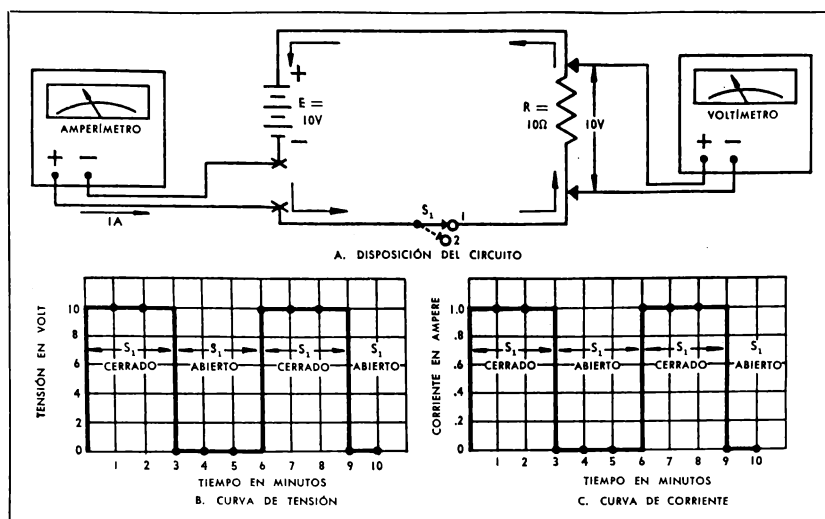 AMPERÍMETRO
+ −
1A
+
E =
10V
−
R =
10Ω
10V
S₁
1
2
VOLTÍMETRO
+ −
A. DISPOSICIÓN DEL CIRCUITO
TENSIÓN EN VOLT
10
8
6
4
2
0
S₁ S₁ S₁ S₁
CERRADO ABIERTO CERRADO ABIERTO
1 2 3 4 5 6 7 8 9 10
TIEMPO EN MINUTOS
B. CURVA DE TENSIÓN
CORRIENTE EN AMPERE
1.0
.8
.6
.4
.2
0
S₁ S₁ S₁ S₁
CERRADO ABIERTO CERRADO ABIERTO
1 2 3 4 5 6 7 8 9 10
TIEMPO EN MINUTOS
C. CURVA DE CORRIENTE